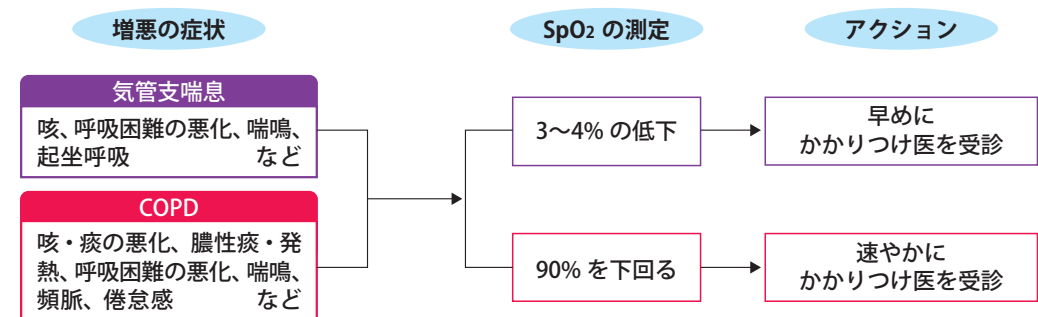 増悪の症状
SpO2 の測定
アクション
気管支喘息
咳、呼吸困難の悪化、喘鳴、
起坐呼吸 など
COPD
咳・痰の悪化、膿性痰・発
熱、呼吸困難の悪化、喘鳴、
頻脈、倦怠感 など
3〜4% の低下
早めに
かかりつけ医を受診
90% を下回る
速やかに
かかりつけ医を受診